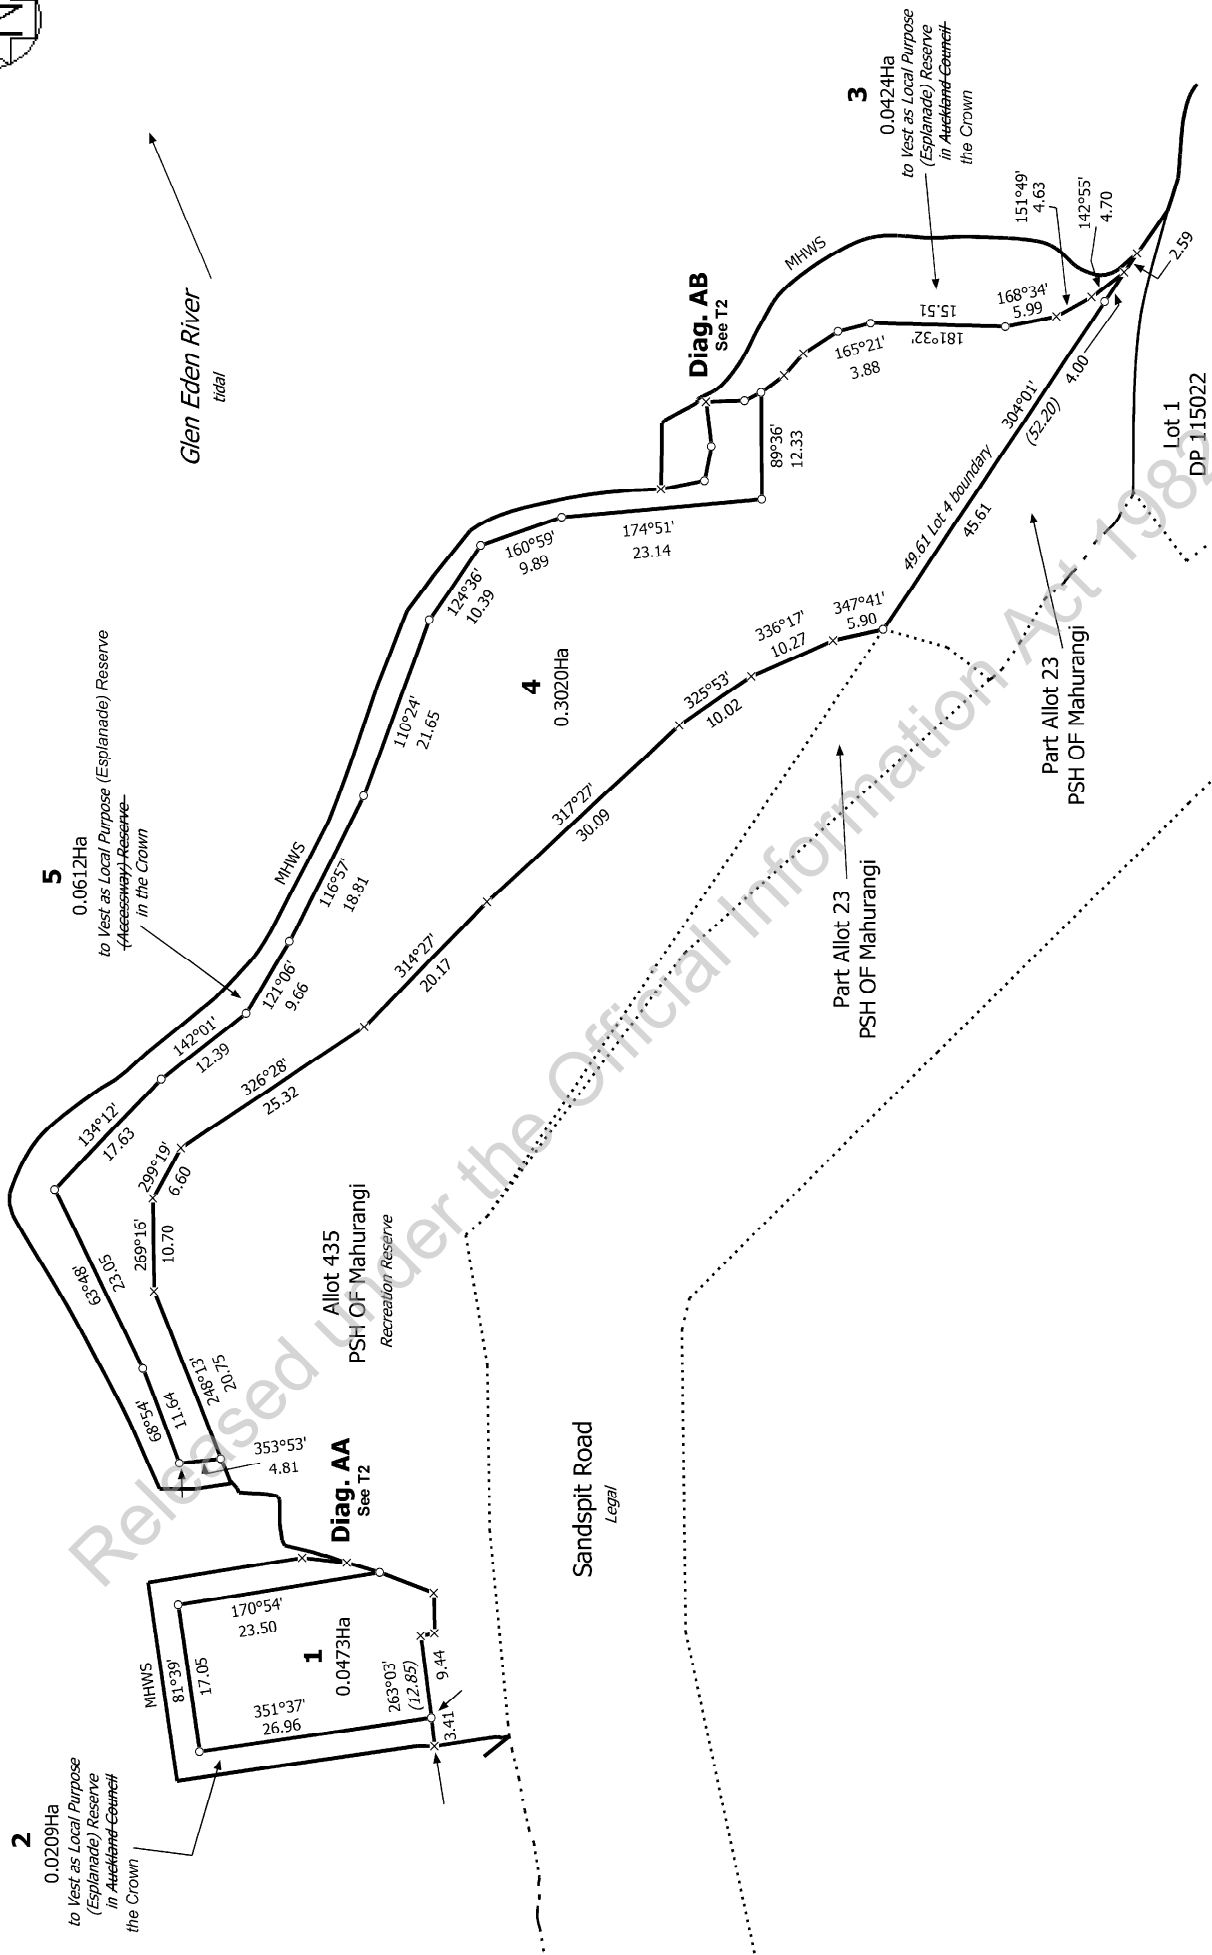 N
Glen Eden River
tidal
2
0.0209Ha
to Vest as Local Purpose
(Esplanade) Reserve
in Auckland Council
the Crown
5
0.0612Ha
to Vest as Local Purpose (Esplanade) Reserve
(Accessway) Reserve
in the Crown
3
0.0424Ha
to Vest as Local Purpose
(Esplanade) Reserve
in Auckland Council
the Crown
MHWS
81°39'
17.05
170°54'
23.50
351°37'
26.96
1
0.0473Ha
263°03'
(12.85)
9.44
3.41
Diag. AA
See T2
353°53'
4.81
68°54'
11.64
63°48'
23.05
248°13'
20.75
269°16'
10.70
299°19'
6.60
134°12'
17.63
142°01'
12.39
326°28'
25.32
121°06'
9.66
MHWS
116°57'
18.81
314°27'
20.17
110°24'
21.65
317°27'
30.09
4
0.3020Ha
124°36'
10.39
160°59'
9.89
174°51'
23.14
325°53'
10.02
336°17'
10.27
347°41'
5.90
Diag. AB
See T2
89°36'
12.33
MHWS
165°21'
3.88
181°32'
15.51
168°34'
5.99
151°49'
4.63
142°55'
4.70
2.59
4.00
304°01'
(52.20)
49.61 Lot 4 boundary
45.61
Lot 1
DP 115022
Allot 435
PSH OF Mahurangi
Recreation Reserve
Part Allot 23
PSH OF Mahurangi
Part Allot 23
PSH OF Mahurangi
Sandspit Road
Legal
Released under the Official Information Act 1982